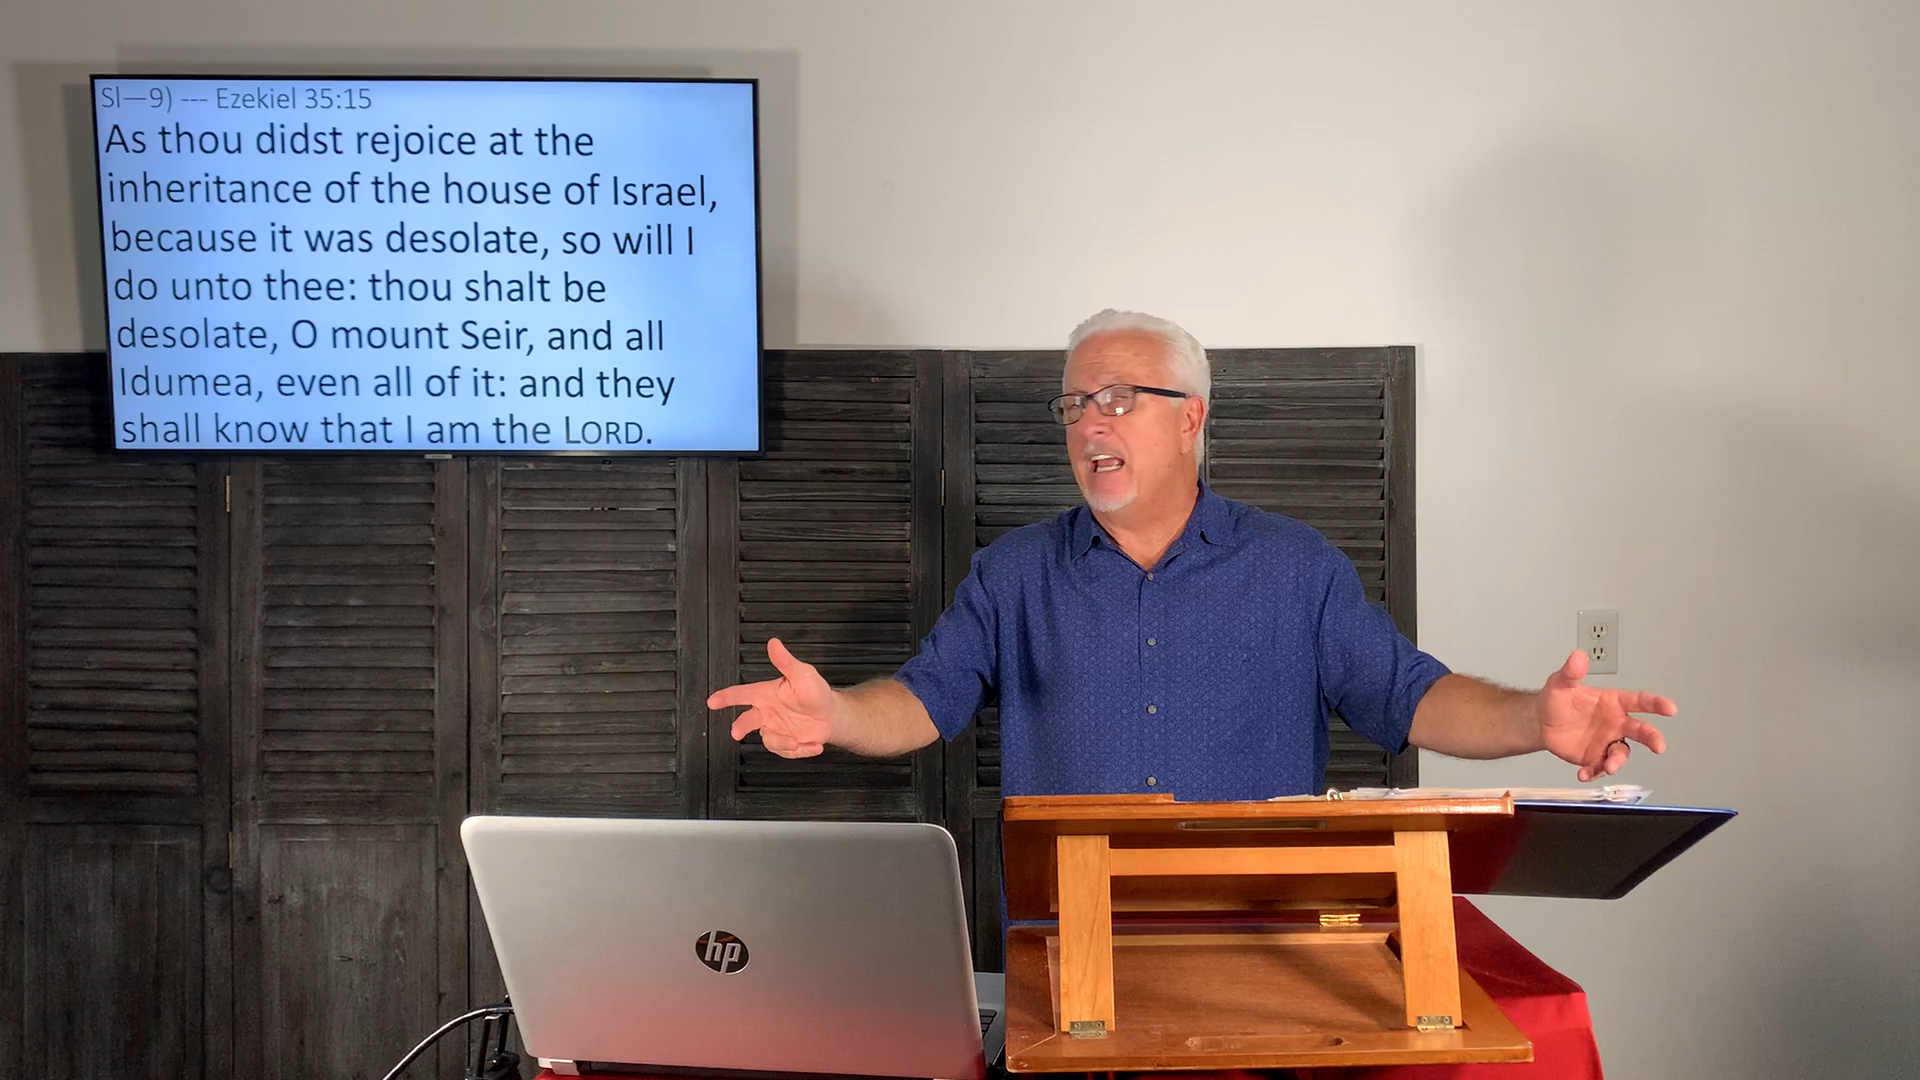 Sl—9) --- Ezekiel 35:15
As thou didst rejoice at the
inheritance of the house of Israel,
because it was desolate, so will I
do unto thee: thou shalt be
desolate, O mount Seir, and all
Idumea, even all of it: and they
shall know that I am the LORD.
hp